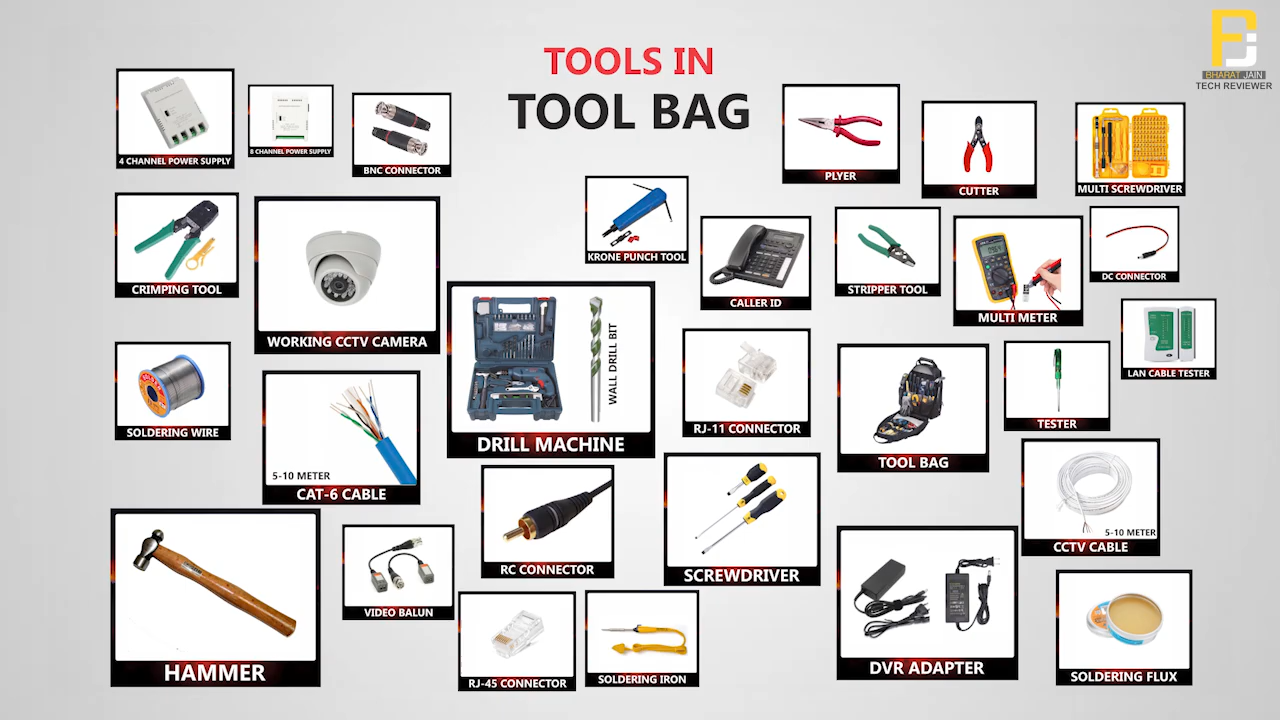 TOOLS IN
TOOL BAG
BHARAT JAIN
TECH REVIEWER
4 CHANNEL POWER SUPPLY
8 CHANNEL POWER SUPPLY
BNC CONNECTOR
PLYER
CUTTER
MULTI SCREWDRIVER
CRIMPING TOOL
WORKING CCTV CAMERA
KRONE PUNCH TOOL
CALLER ID
STRIPPER TOOL
MULTI METER
DC CONNECTOR
SOLDERING WIRE
5-10 METER
CAT-6 CABLE
WALL DRILL BIT
DRILL MACHINE
RJ-11 CONNECTOR
TOOL BAG
TESTER
LAN CABLE TESTER
HAMMER
VIDEO BALUN
RC CONNECTOR
SCREWDRIVER
5-10 METER
CCTV CABLE
RJ-45 CONNECTOR
SOLDERING IRON
DVR ADAPTER
SOLDERING FLUX